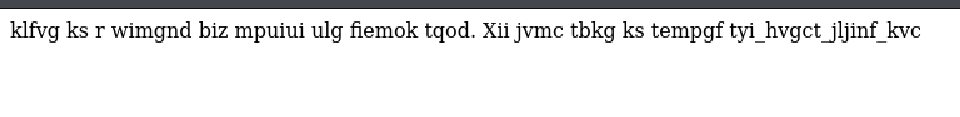 klfvg ks r wimgnd biz mpuiui ulg fiemok tqod. Xii jvmc tbkg ks tempgf tyi_hvgct_jljinf_kvc